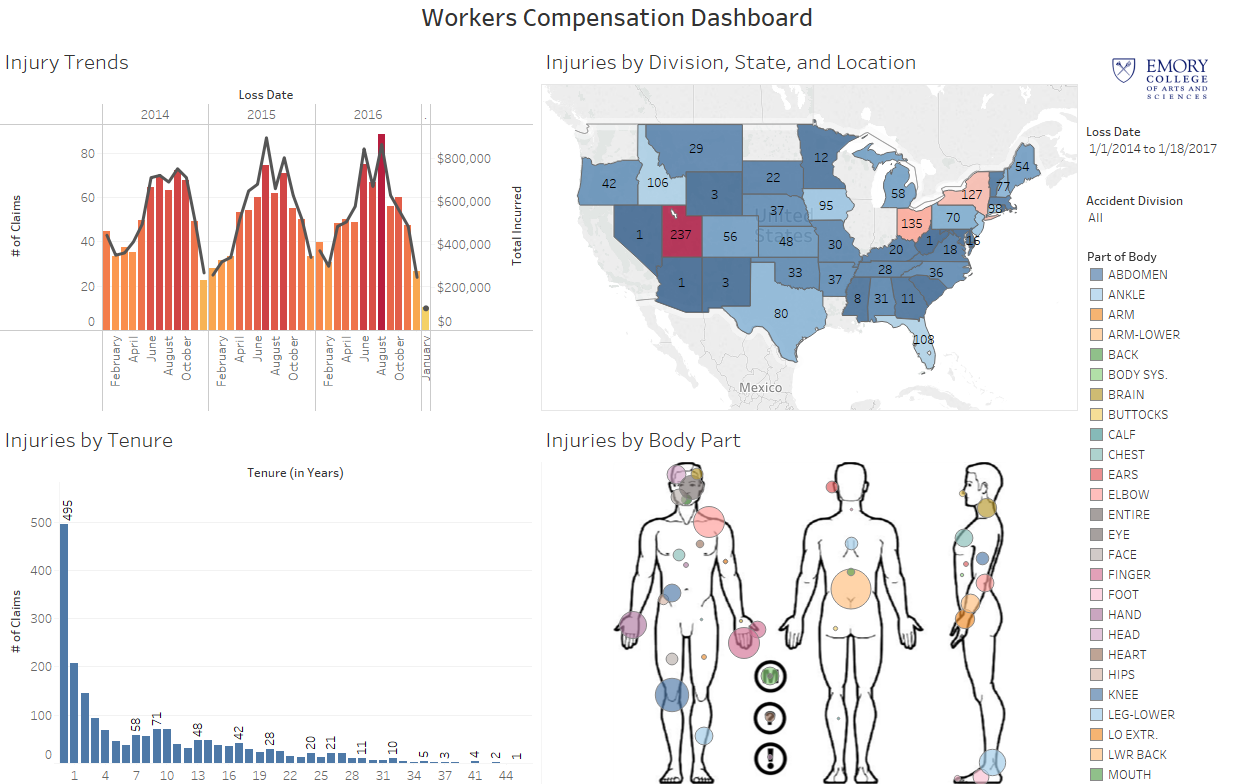 Workers Compensation Dashboard
Injury Trends
Loss Date
2014 2015 2016 .
# of Claims
80
60
40
20
0
$800,000
$600,000
$400,000
$200,000
$0
Total Incurred
February April June August October February April June August October February April June August October January
Injuries by Division, State, and Location
29
12
54
42
106
22
58
77
127
3
95
93
135
70
37
United States
1
237
56
48
30
1
16
20
18
33
28
36
1
3
37
8
31
11
80
108
Mexico
EMORY
COLLEGE
OF ARTS AND
SCIENCES
Loss Date
1/1/2014 to 1/18/2017
Accident Division
All
Part of Body
ABDOMEN
ANKLE
ARM
ARM-LOWER
BACK
BODY SYS.
BRAIN
BUTTOCKS
CALF
CHEST
EARS
ELBOW
ENTIRE
EYE
FACE
FINGER
FOOT
HAND
HEAD
HEART
HIPS
KNEE
LEG-LOWER
LO EXTR.
LWR BACK
MOUTH
Injuries by Tenure
Tenure (in Years)
# of Claims
500
400
300
200
100
0
495 58 71 48 42 28 20 21 11 10 5 3 4 2 1
1 4 7 10 13 16 19 22 25 28 31 34 37 41 44
Injuries by Body Part
M
?
!